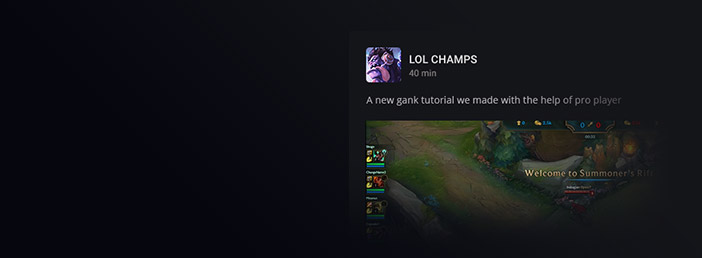 LOL CHAMPS
40 min
A new gank tutorial we made with the help of pro player
Welcome to Summoner's Rift